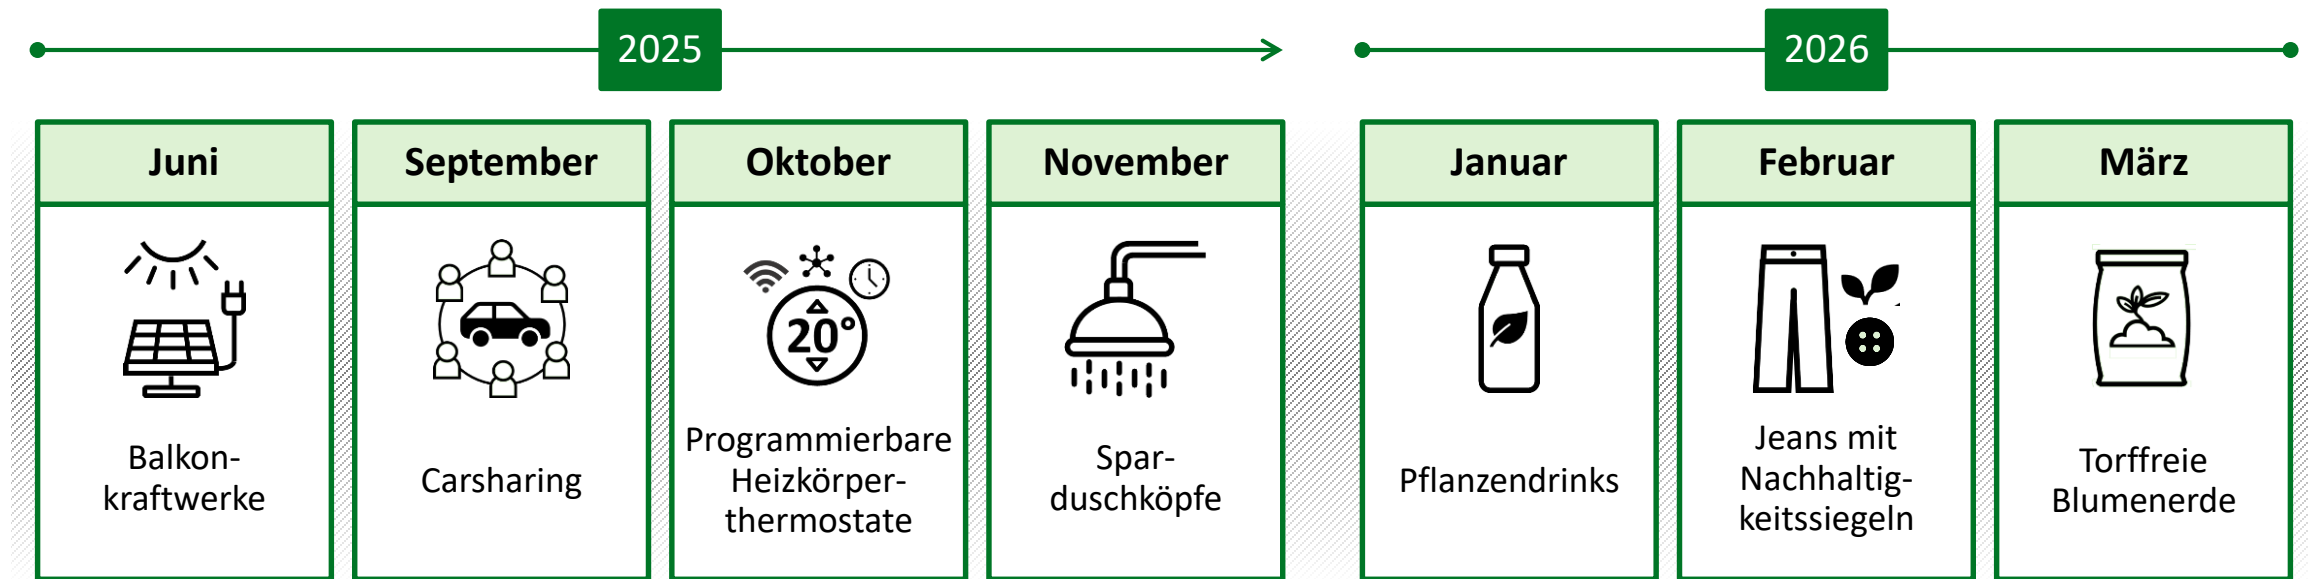 2025
2026
Juni
Balkon-
kraftwerke
September
Carsharing
Oktober
20°
Programmierbare
Heizkörper-
thermostate
November
Spar-
duschköpfe
Januar
Pflanzendrinks
Februar
Jeans mit
Nachhaltig-
keitssiegeln
März
Torffreie
Blumenerde